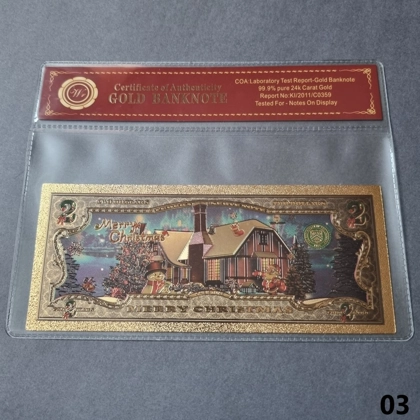 Certificate of Authenticity
GOLD BANKNOTE
COA/Laboratory Test Report-Gold Banknote
99.9% pure 24k Carat Gold
Report No:KI/2011/C0359
Tested For - Notes On Display
Merry
Christmas
MERRY CHRISTMAS
03